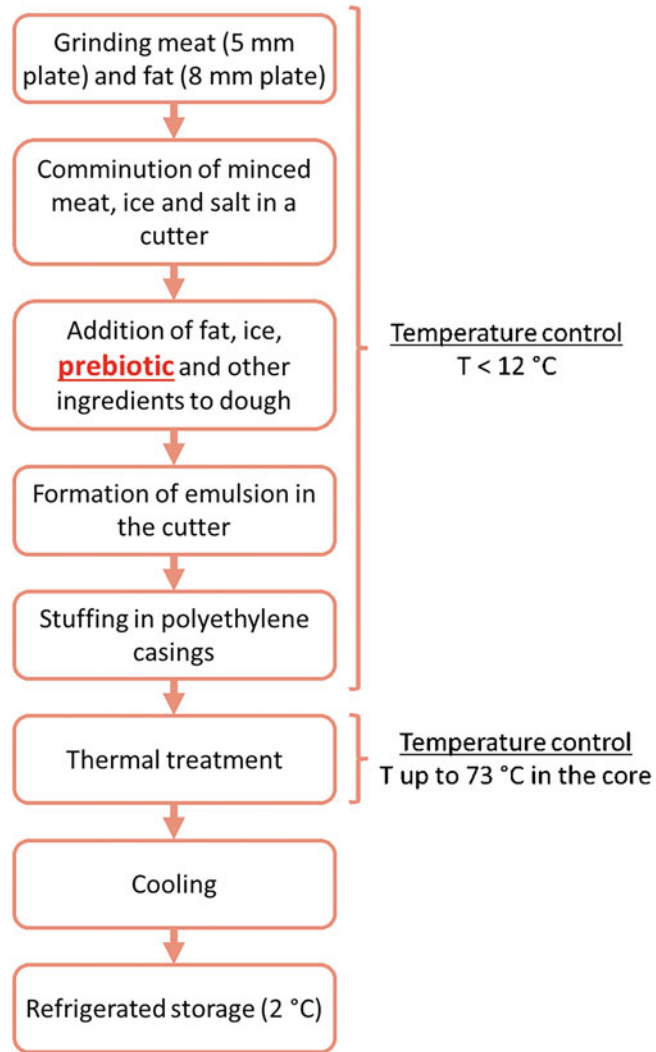 Grinding meat (5 mm
plate) and fat (8 mm plate)
Comminution of minced
meat, ice and salt in a
cutter
Addition of fat, ice,
prebiotic and other
ingredients to dough
Temperature control
T < 12 °C
Formation of emulsion in
the cutter
Stuffing in polyethylene
casings
Thermal treatment
Temperature control
T up to 73 °C in the core
Cooling
Refrigerated storage (2 °C)